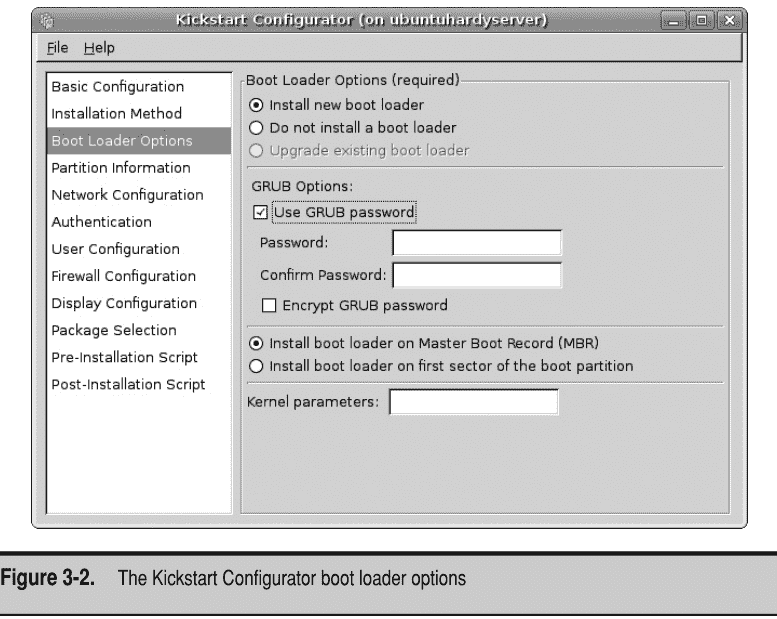 Kickstart Configurator (on ubuntuhardyserver)
File Help
Basic Configuration
Installation Method
Boot Loader Options
Partition Information
Network Configuration
Authentication
User Configuration
Firewall Configuration
Display Configuration
Package Selection
Pre-Installation Script
Post-Installation Script
Boot Loader Options (required)
Install new boot loader
Do not install a boot loader
Upgrade existing boot loader
GRUB Options:
Use GRUB password
Password:
Confirm Password:
Encrypt GRUB password
Install boot loader on Master Boot Record (MBR)
Install boot loader on first sector of the boot partition
Kernel parameters:
Figure 3-2. The Kickstart Configurator boot loader options